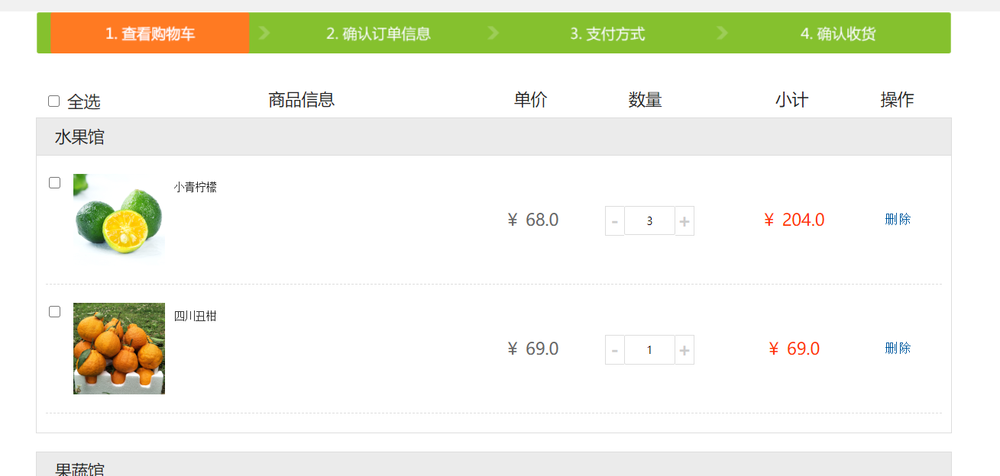 1. 查看购物车 2. 确认订单信息 3. 支付方式 4. 确认收货
全选 商品信息 单价 数量 小计 操作
水果馆
小青柠檬
¥ 68.0 - 3 + ¥ 204.0 删除
四川丑柑
¥ 69.0 - 1 + ¥ 69.0 删除
果蔬馆